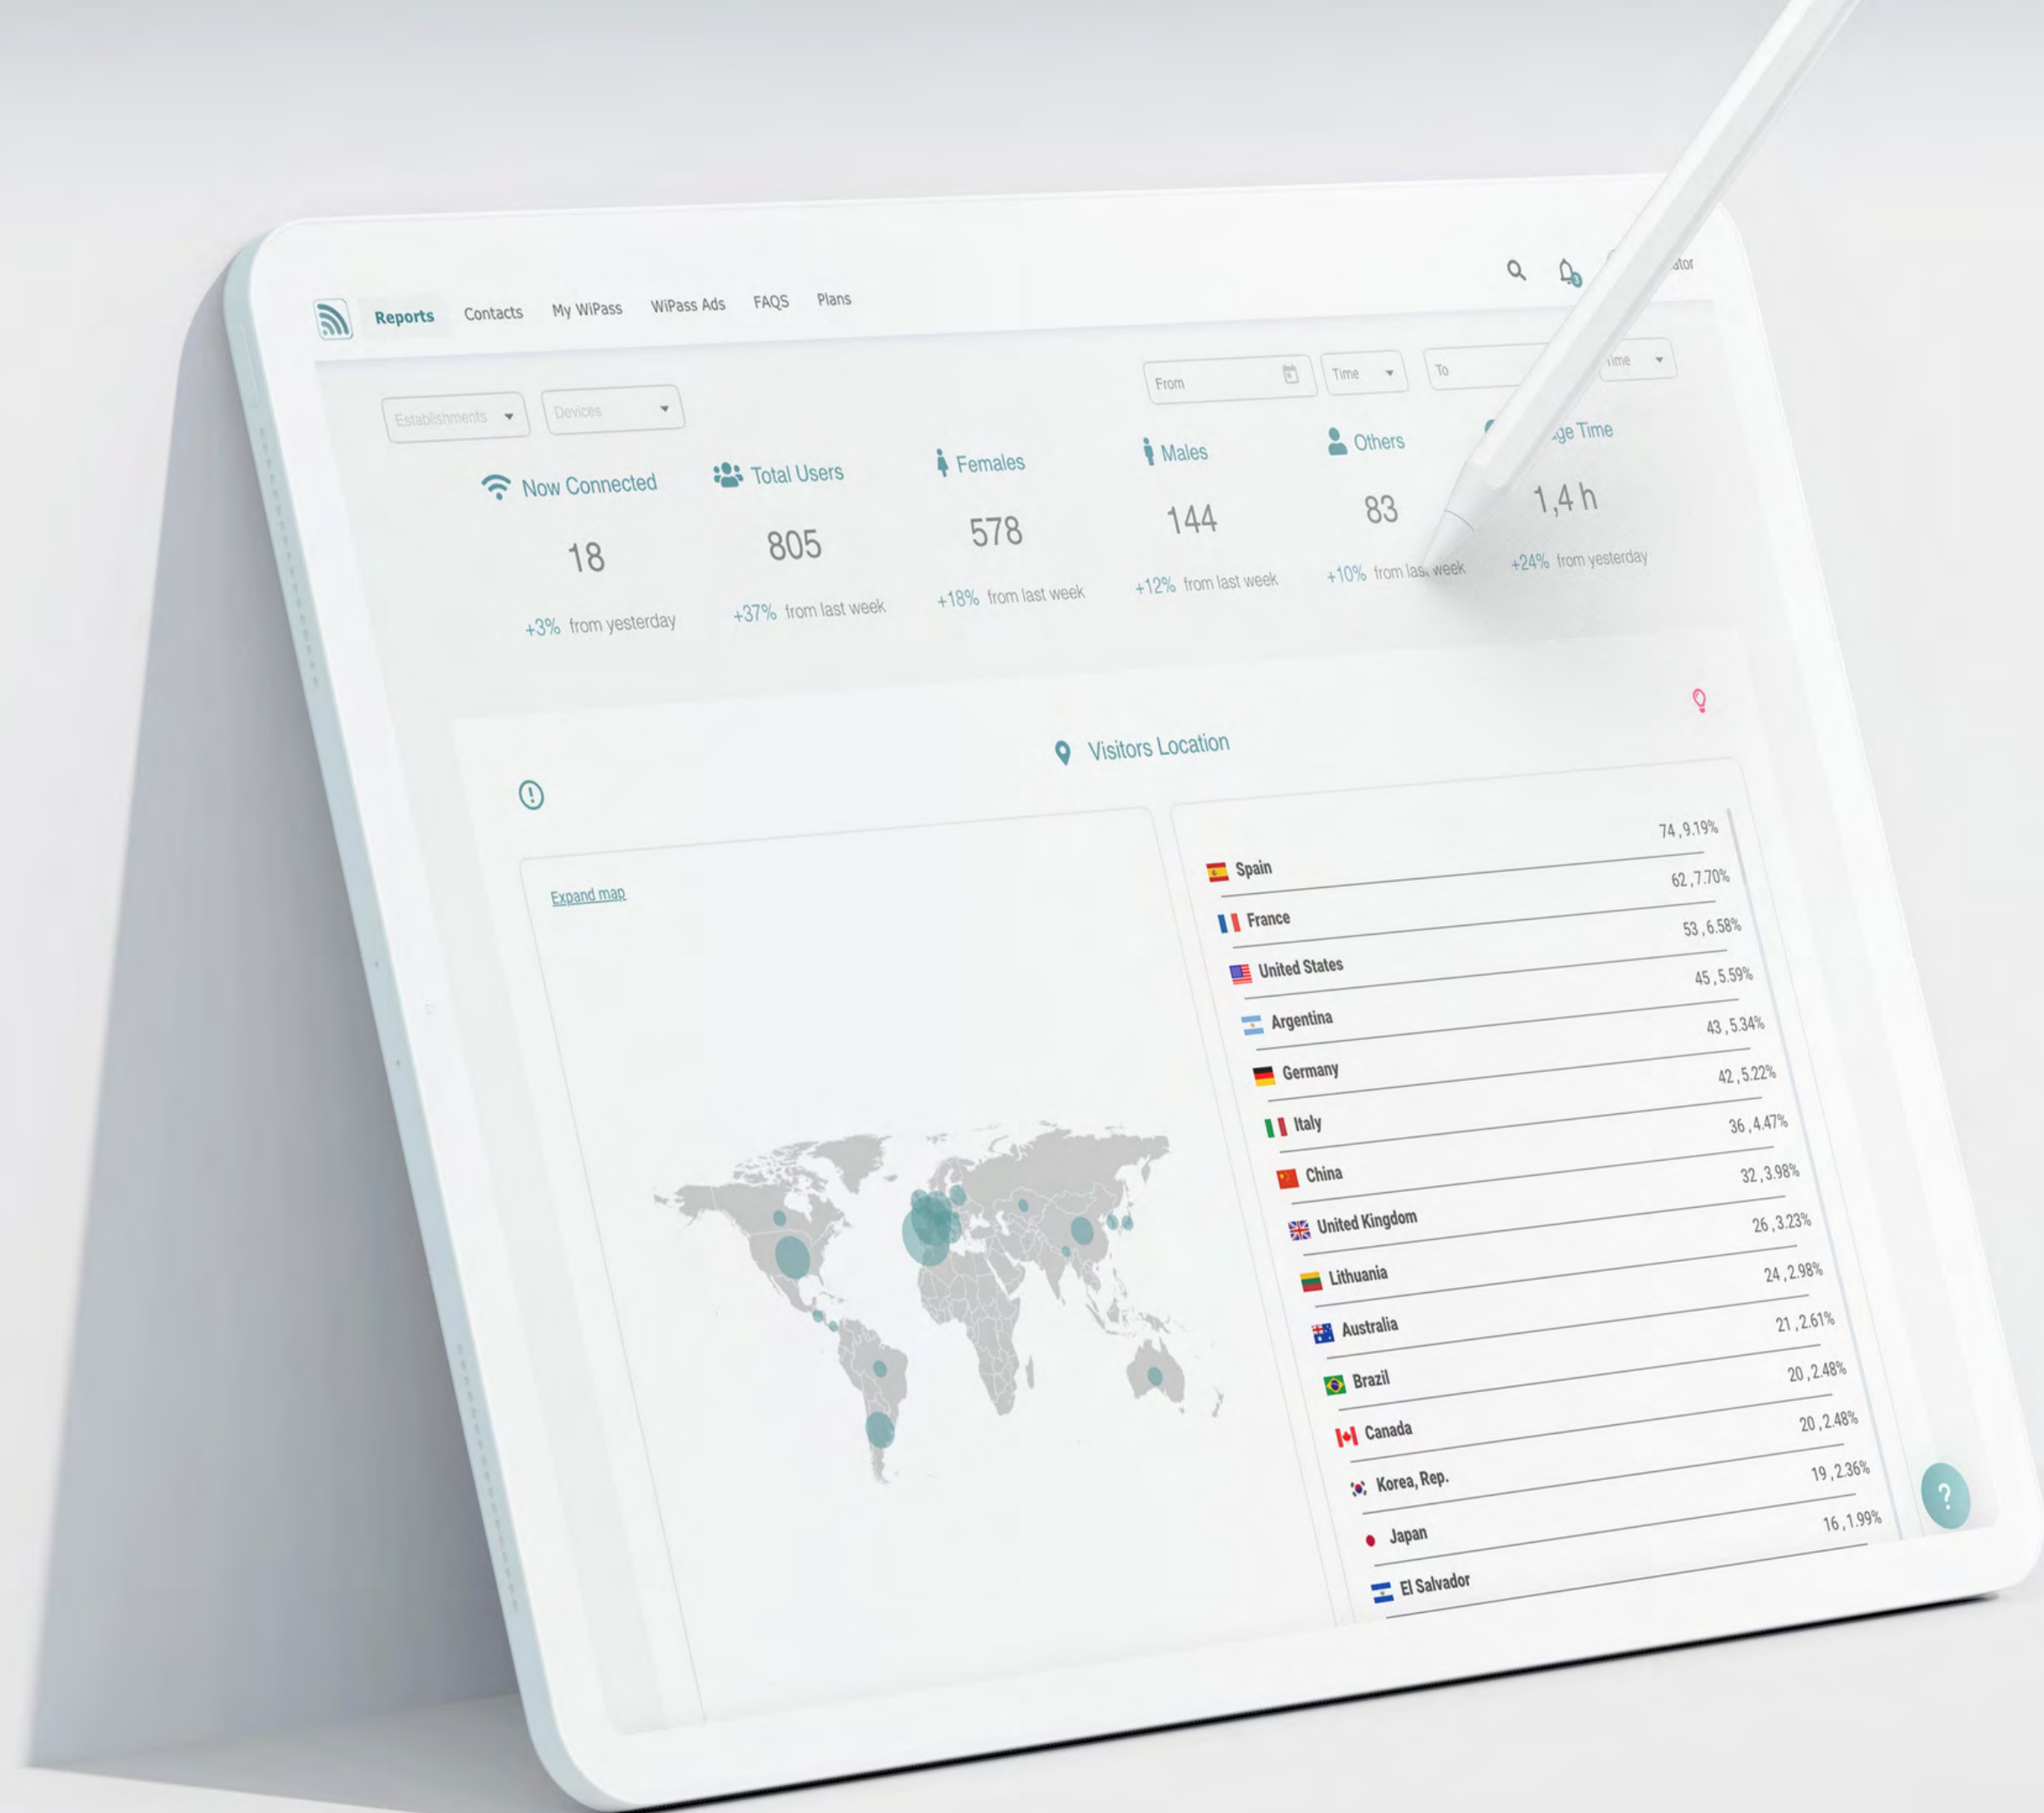 Reports Contacts My WiPass WiPass Ads FAQS Plans
Establishments Devices From Time To
Now Connected Total Users Females Males Others Time
18 805 578 144 83 1,4 h
+3% from yesterday +37% from last week +18% from last week +12% from last week +10% from last week +24% from yesterday
Visitors Location
Expand map
Spain 74 ,9.19%
France 62 ,7.70%
United States 53 ,6.58%
Argentina 45 ,5.59%
Germany 43 ,5.34%
Italy 42 ,5.22%
China 36 ,4.47%
United Kingdom 32 ,3.98%
Lithuania 26 ,3.23%
Australia 24 ,2.98%
Brazil 21 ,2.61%
Canada 20 ,2.48%
Korea, Rep. 20 ,2.48%
Japan 19 ,2.36%
El Salvador 16 ,1.99%
?